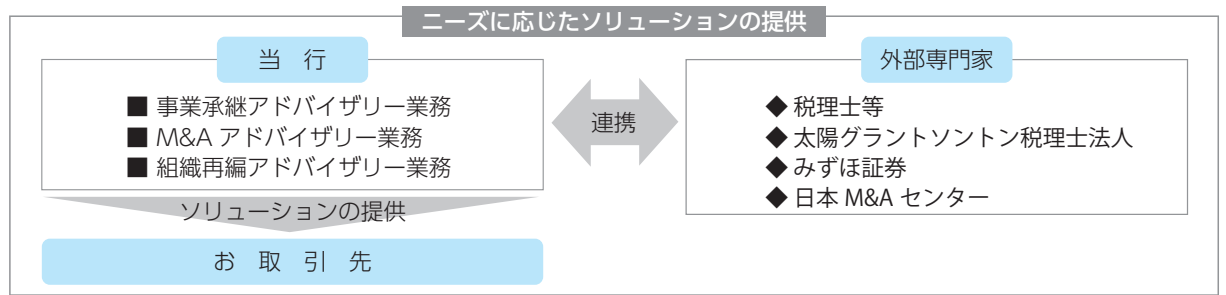 ニーズに応じたソリューションの提供
当 行
■ 事業承継アドバイザリー業務
■ M&A アドバイザリー業務
■ 組織再編アドバイザリー業務
連携
外部専門家
◆ 税理士等
◆ 太陽グラントソントン税理士法人
◆ みずほ証券
◆ 日本 M&A センター
ソリューションの提供
お 取 引 先